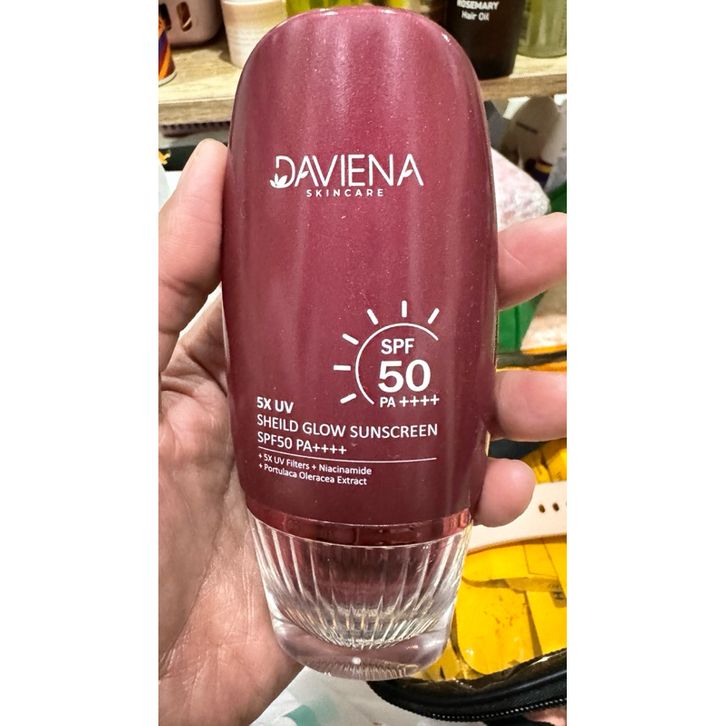 ROSEMARY
Hair Oil
DAVIENA
SKINCARE
SPF
50
PA ++++
5X UV
SHEILD GLOW SUNSCREEN
SPF50 PA++++
+ 5X UV Filters + Niacinamide
+ Portulaca Oleracea Extract